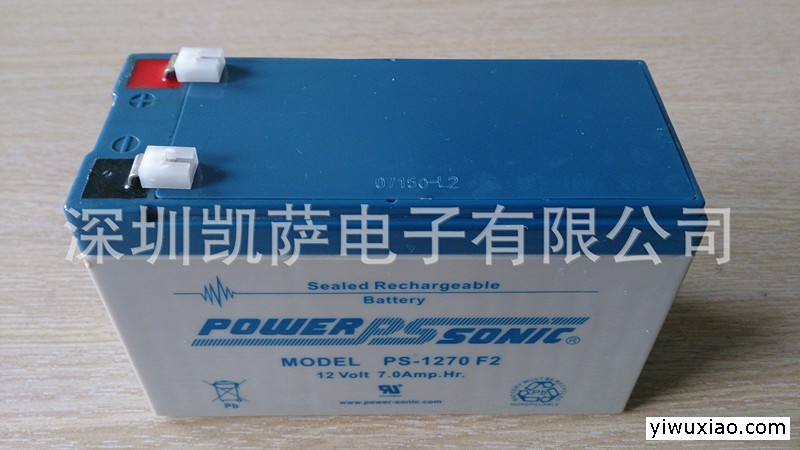 07150-L2
深圳凯萨电子有限公司
Sealed Rechargeable
Battery
POWER PS SONIC®
MODEL PS-1270 F2
12 Volt 7.0Amp.Hr.
Pb
www.power-sonic.com
yiwuxiao.com